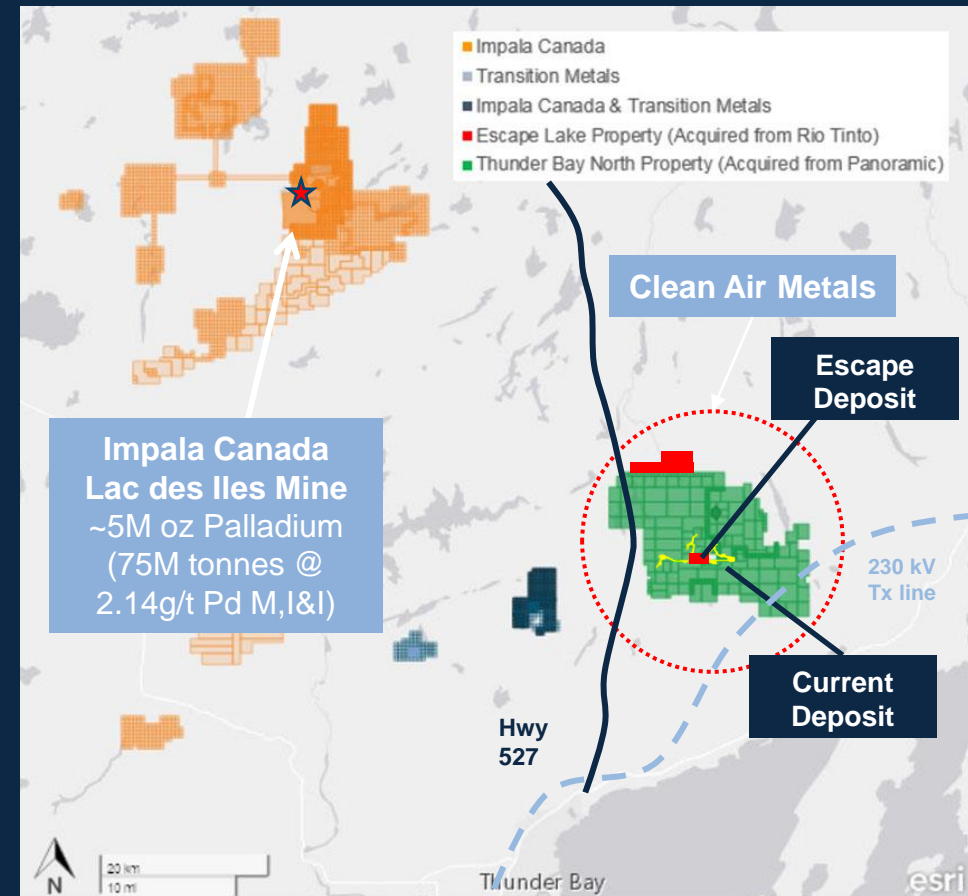 Impala Canada
Transition Metals
Impala Canada & Transition Metals
Escape Lake Property (Acquired from Rio Tinto)
Thunder Bay North Property (Acquired from Panoramic)
Clean Air Metals
Escape
Deposit
Impala Canada
Lac des Iles Mine
~5M oz Palladium
(75M tonnes @
2.14g/t Pd M,I&I)
230 kV
Tx line
Current
Deposit
Hwy
527
N
20 km
10 mi
Thunder Bay
esri